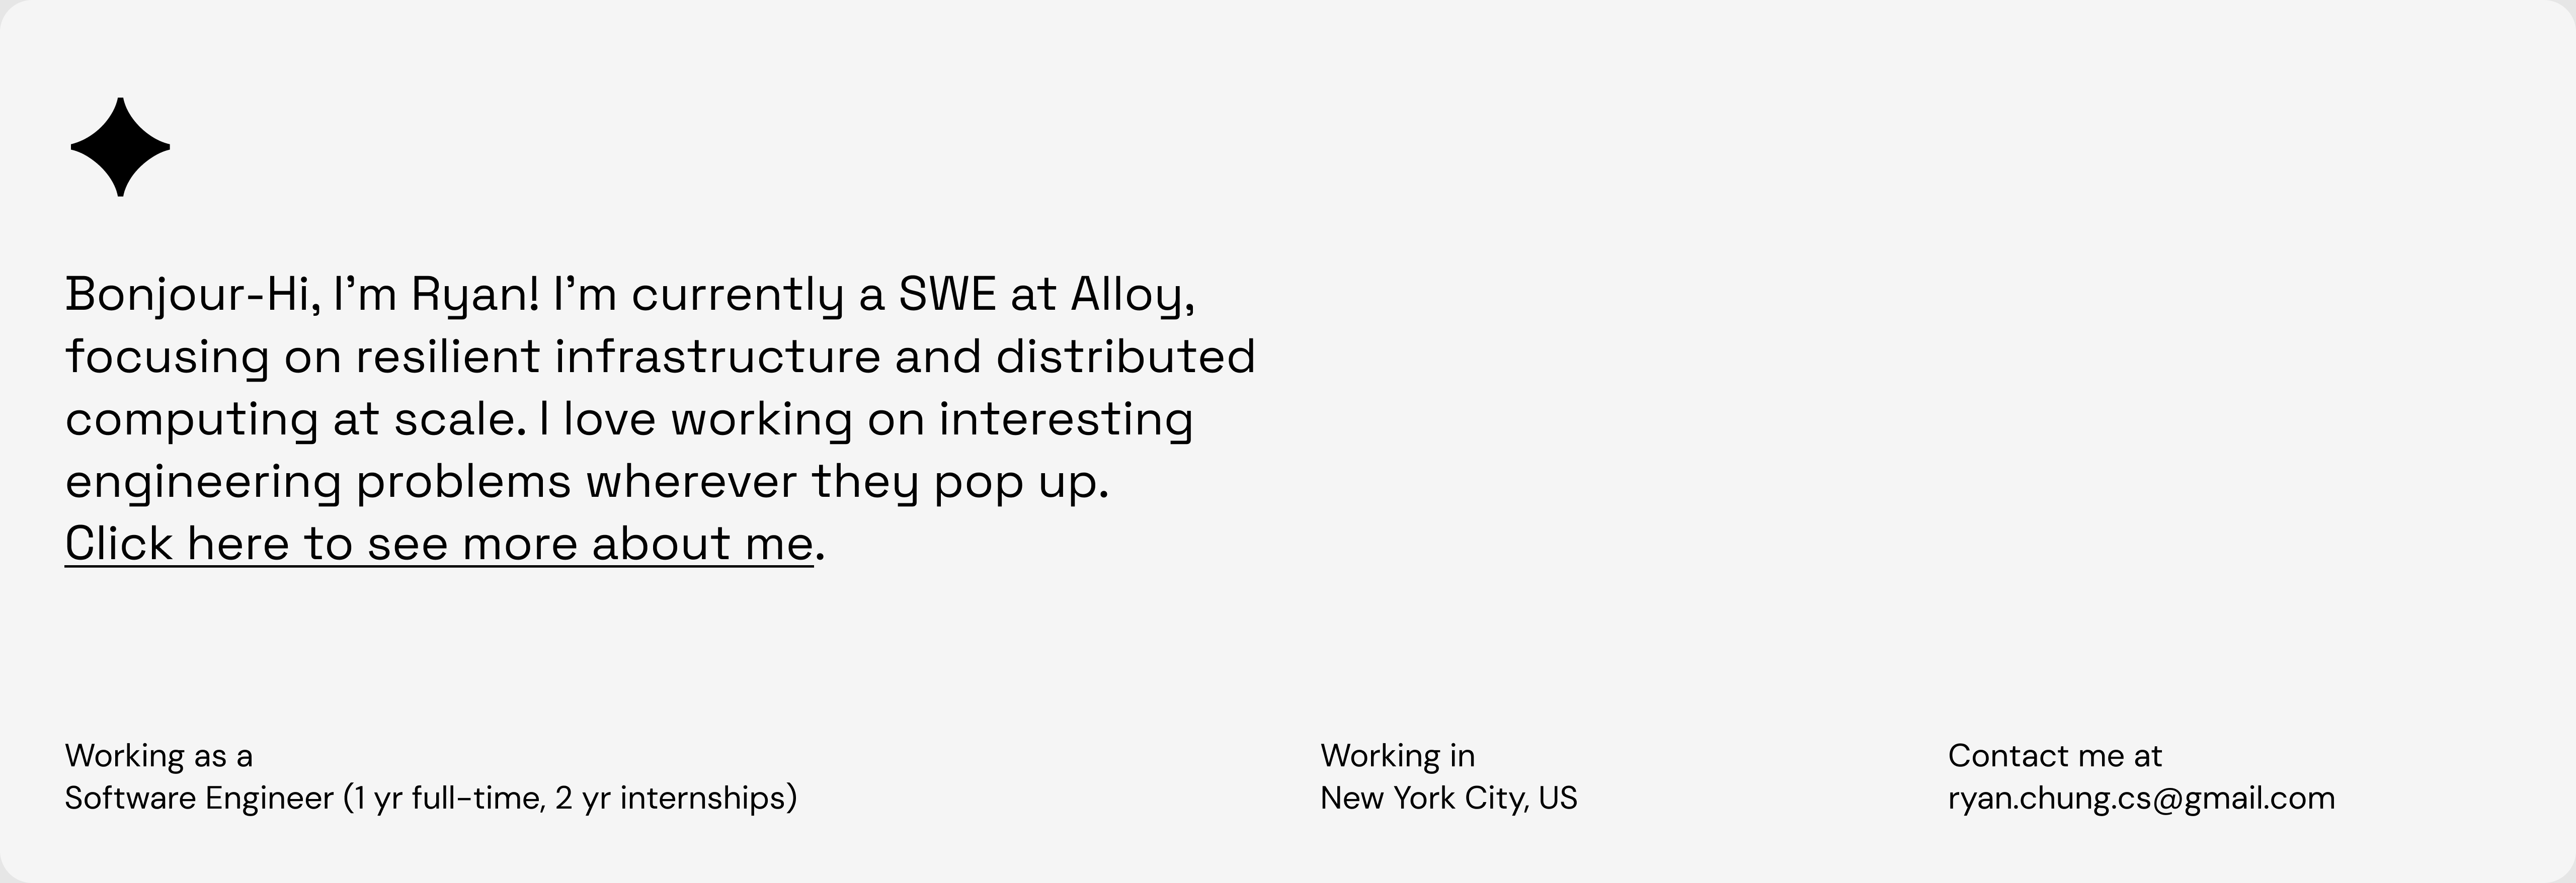 Bonjour-Hi, I’m Ryan! I’m currently a SWE at Alloy,
focusing on resilient infrastructure and distributed
computing at scale. I love working on interesting
engineering problems wherever they pop up.
Click here to see more about me.
Working as a
Software Engineer (1 yr full-time, 2 yr internships)
Working in
New York City, US
Contact me at
ryan.chung.cs@gmail.com